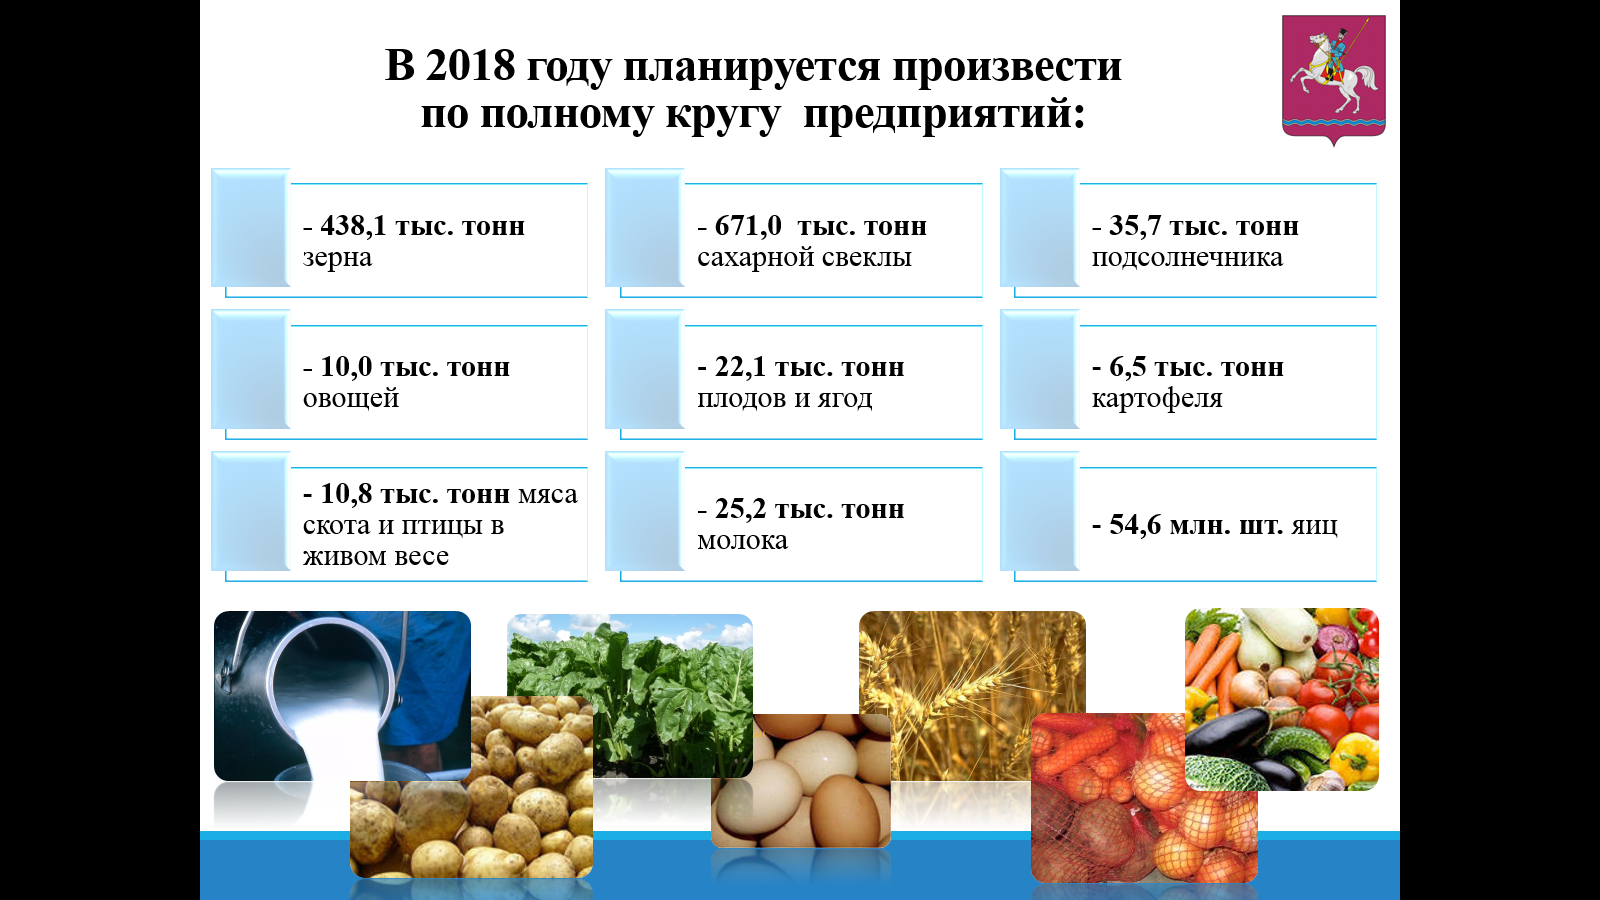 В 2018 году планируется произвести
по полному кругу предприятий:
- 438,1 тыс. тонн
зерна
- 671,0 тыс. тонн
сахарной свеклы
- 35,7 тыс. тонн
подсолнечника
- 10,0 тыс. тонн
овощей
- 22,1 тыс. тонн
плодов и ягод
- 6,5 тыс. тонн
картофеля
- 10,8 тыс. тонн мяса
скота и птицы в
живом весе
- 25,2 тыс. тонн
молока
- 54,6 млн. шт. яиц